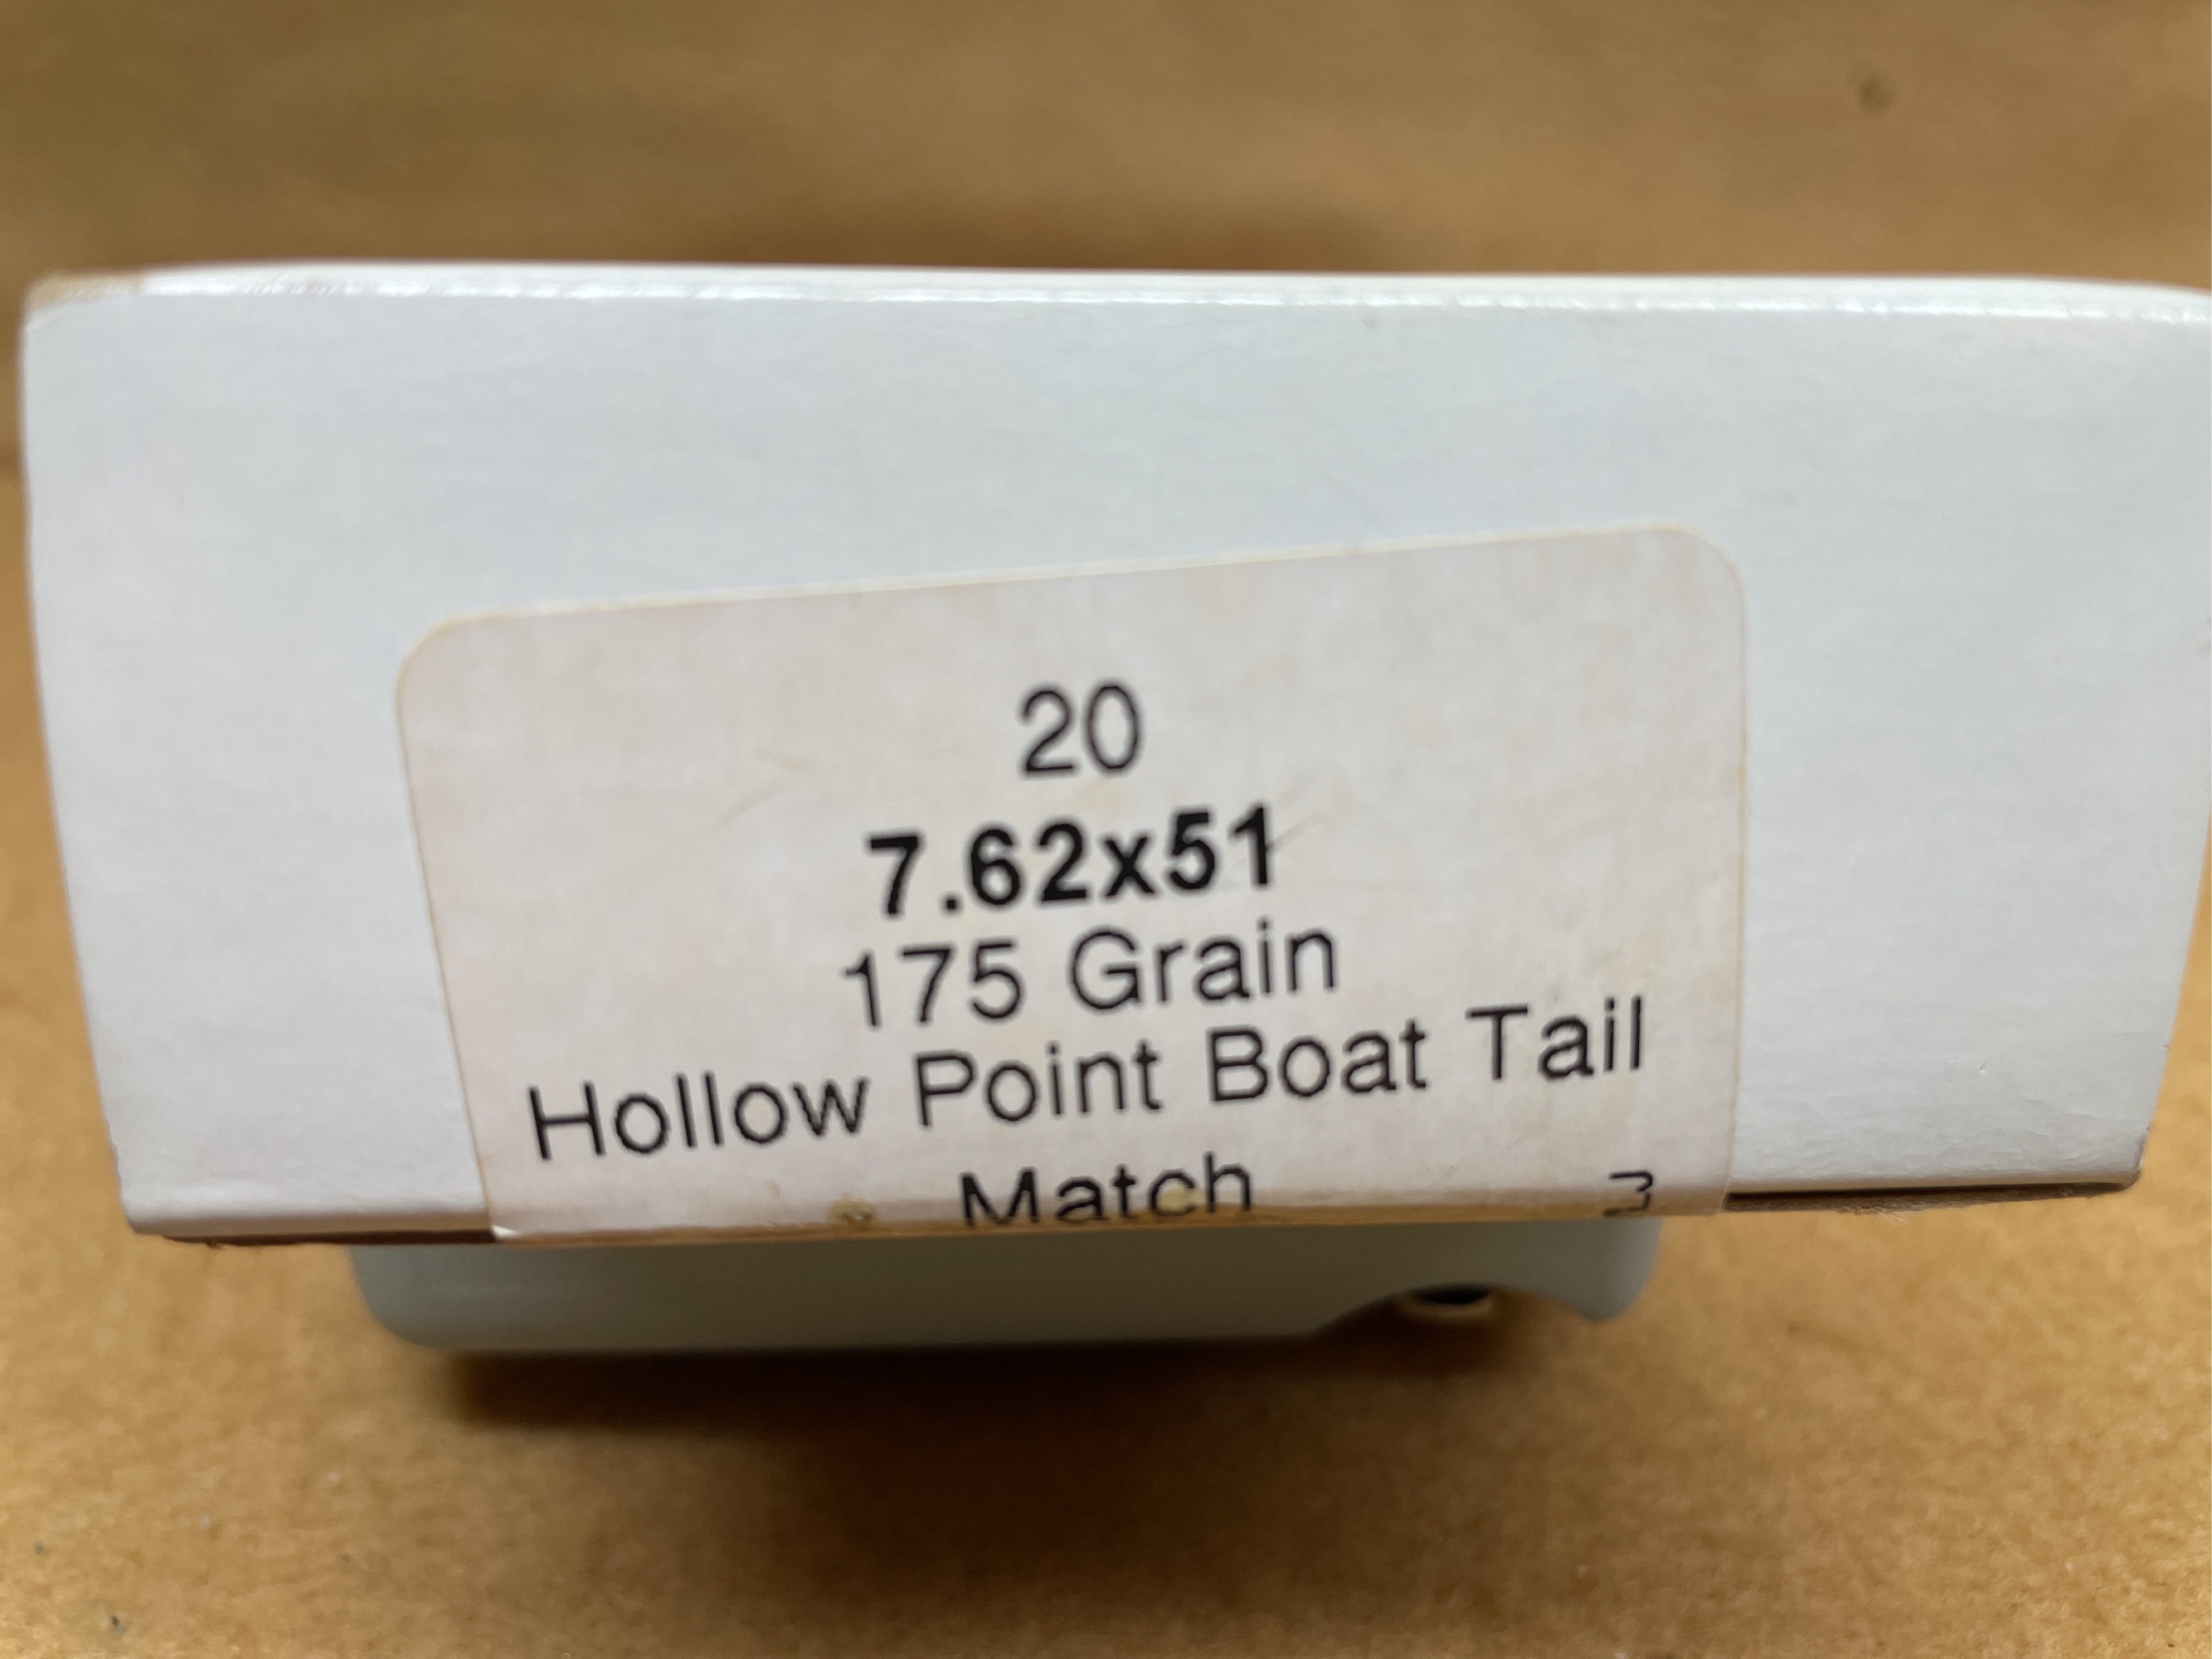 20
7.62x51
175 Grain
Hollow Point Boat Tail
Match